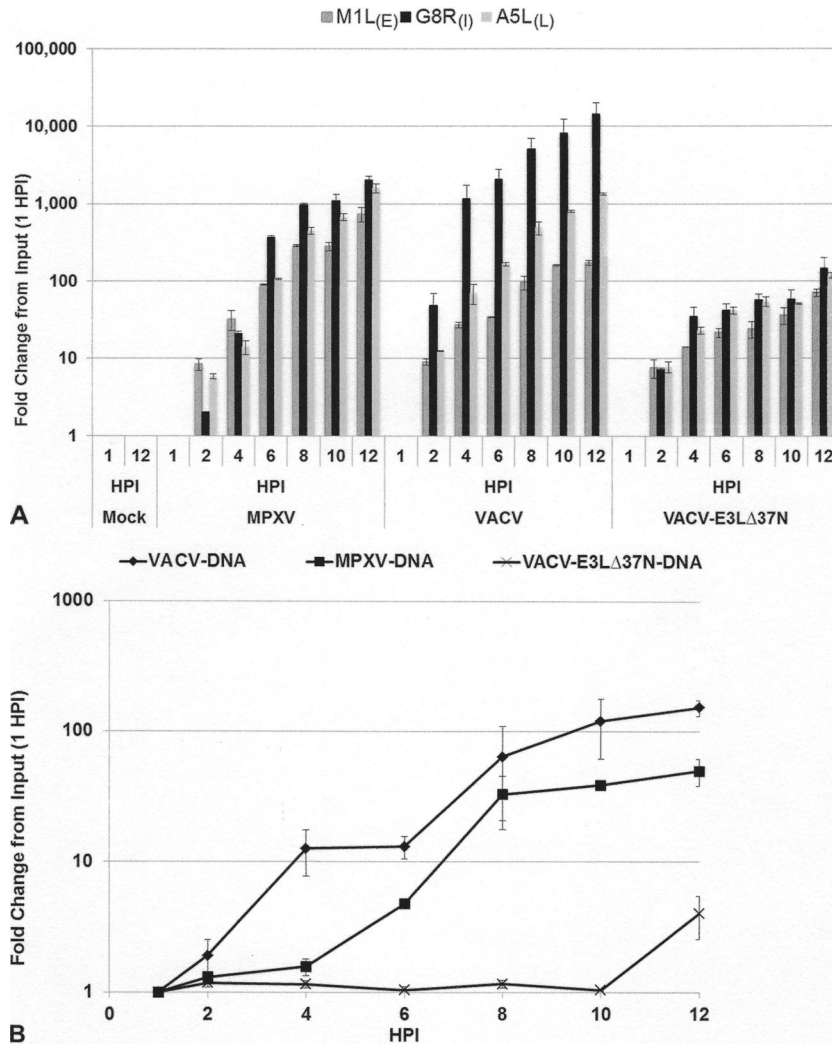 M1L(E) G8R(I) A5L(L)
100,000
10,000
1,000
100
10
1
Fold Change from Input (1 HPI)
1 12 1 2 4 6 8 10 12 1 2 4 6 8 10 12 1 2 4 6 8 10 12
HPI HPI HPI HPI
A Mock MPXV VACV VACV-E3LΔ37N
VACV-DNA MPXV-DNA VACV-E3LΔ37N-DNA
1000
100
10
1
Fold Change from Input (1 HPI)
0 2 4 6 8 10 12
B HPI